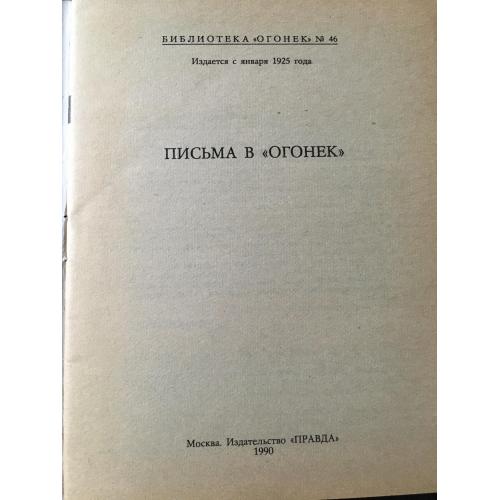 БИБЛИОТЕКА «ОГОНЕК» № 46
Издается с января 1925 года
ПИСЬМА В «ОГОНЕК»
Москва. Издательство «ПРАВДА»
1990